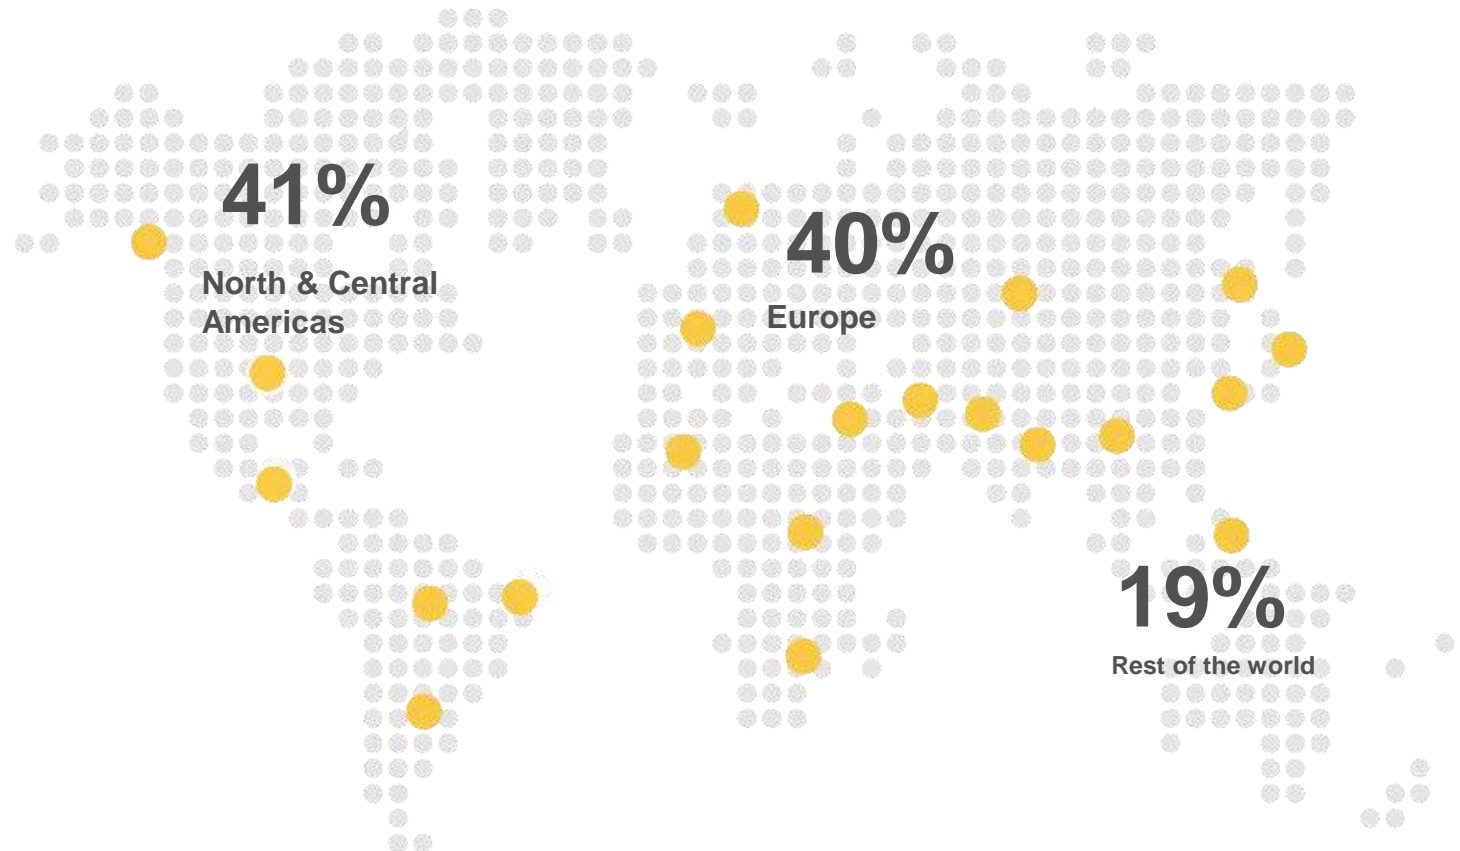 41%
North & Central
Americas
40%
Europe
19%
Rest of the world